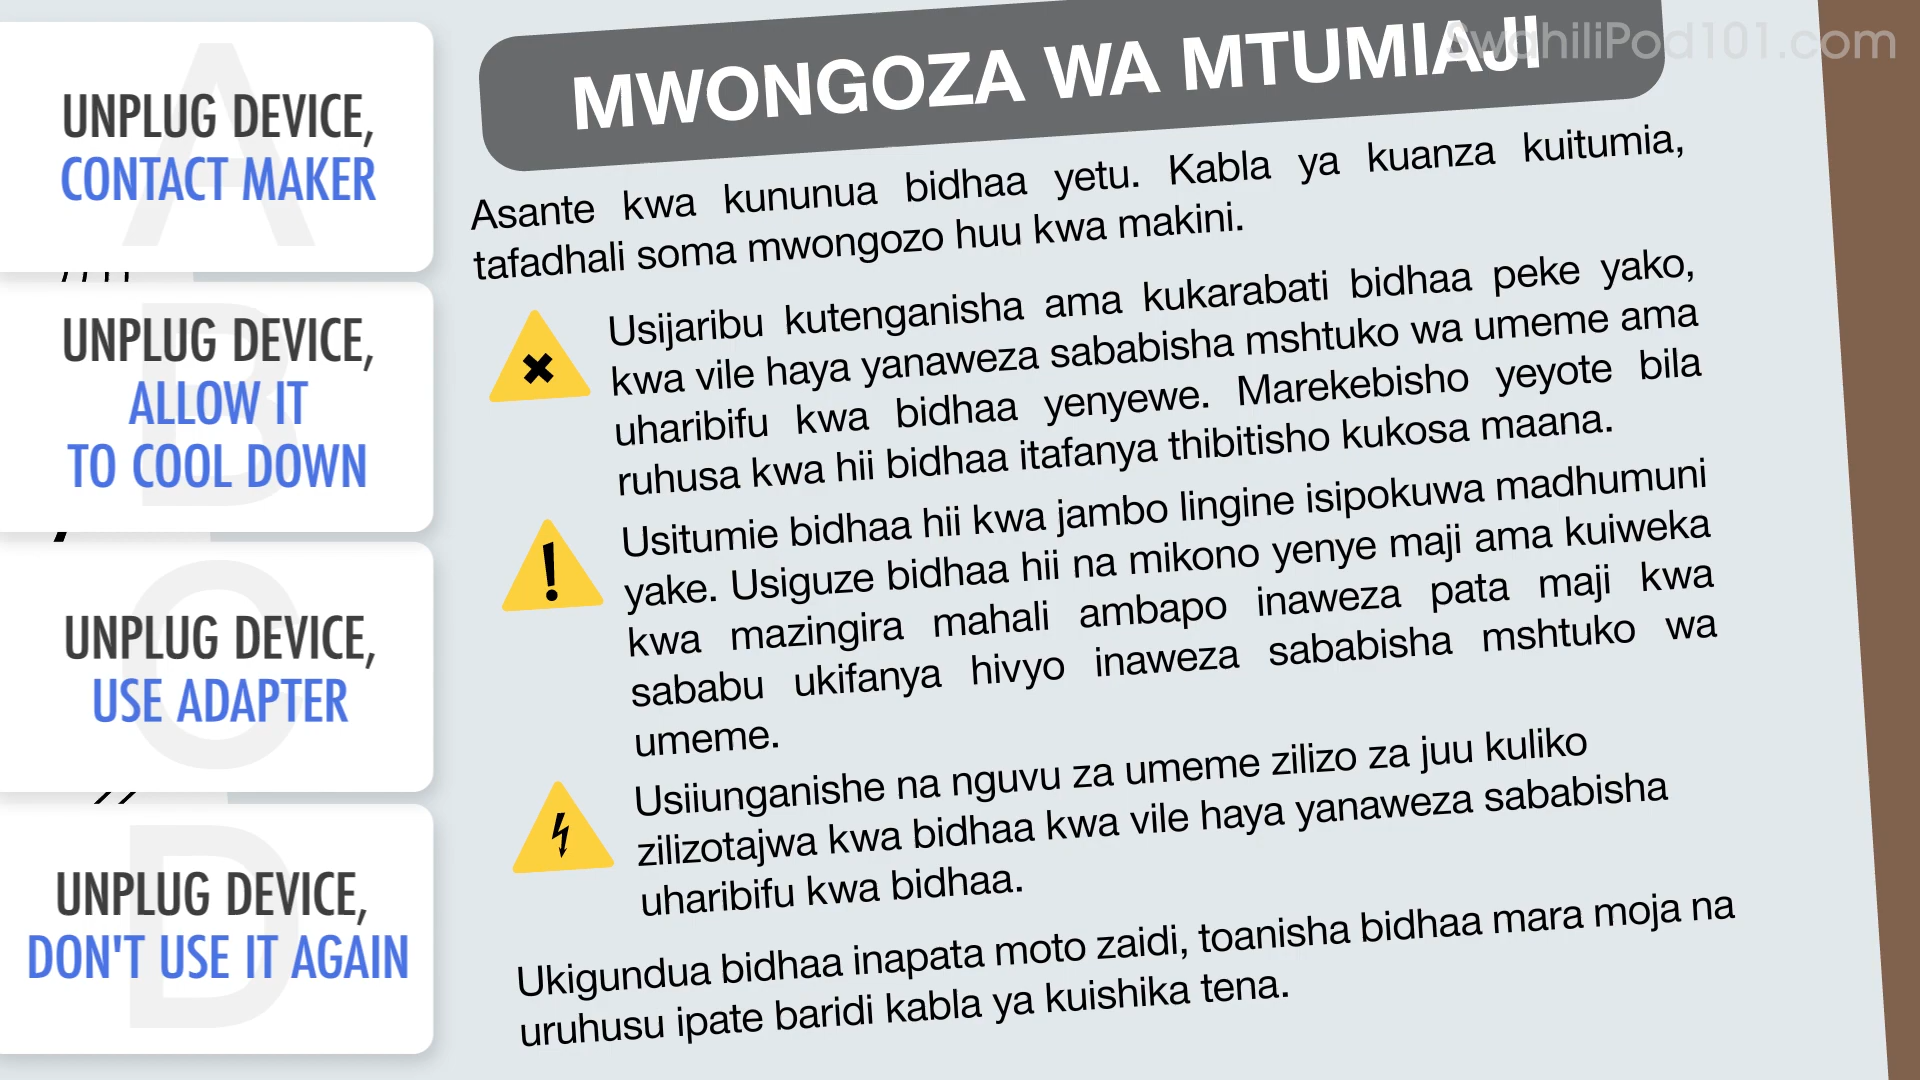 UNPLUG DEVICE,
CONTACT MAKER
UNPLUG DEVICE,
ALLOW IT
TO COOL DOWN
UNPLUG DEVICE,
USE ADAPTER
UNPLUG DEVICE,
DON'T USE IT AGAIN
A
B
C
D
SwahiliPod101.com
MWONGOZA WA MTUMIAJI
Asante kwa kununua bidhaa yetu. Kabla ya kuanza kuitumia,
tafadhali soma mwongozo huu kwa makini.
Usijaribu kutenganisha ama kukarabati bidhaa peke yako,
kwa vile haya yanaweza sababisha mshtuko wa umeme ama
uharibifu kwa bidhaa yenyewe. Marekebisho yeyote bila
ruhusa kwa hii bidhaa itafanya thibitisho kukosa maana.
Usitumie bidhaa hii kwa jambo lingine isipokuwa madhumuni
yake. Usiguze bidhaa hii na mikono yenye maji ama kuiweka
kwa mazingira mahali ambapo inaweza pata maji kwa
sababu ukifanya hivyo inaweza sababisha mshtuko wa
umeme.
Usiiunganishe na nguvu za umeme zilizo za juu kuliko
zilizotajwa kwa bidhaa kwa vile haya yanaweza sababisha
uharibifu kwa bidhaa.
Ukigundua bidhaa inapata moto zaidi, toanisha bidhaa mara moja na
uruhusu ipate baridi kabla ya kuishika tena.